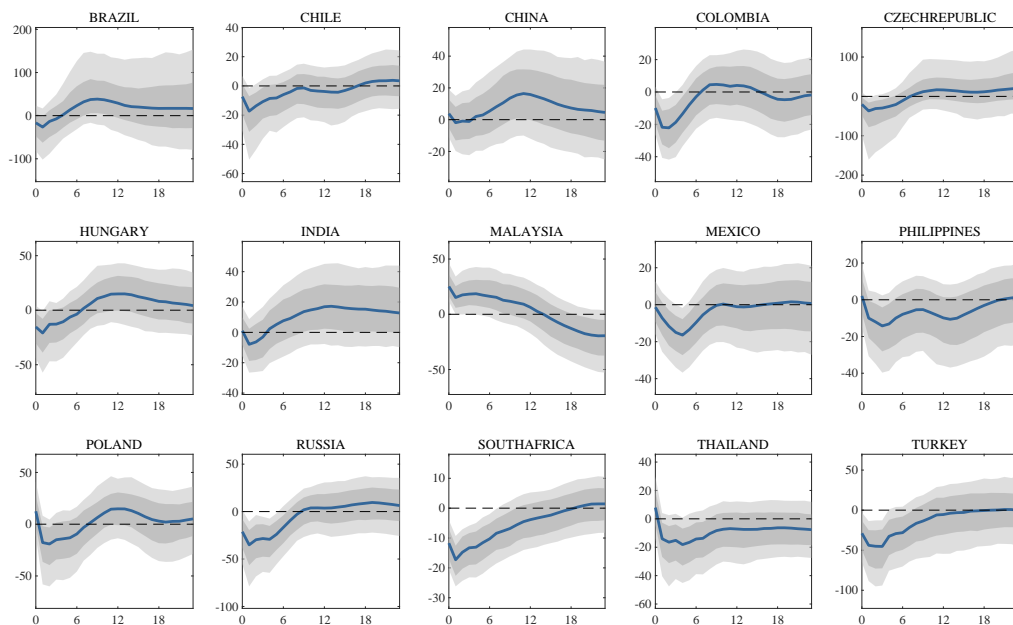 BRAZIL CHILE CHINA COLOMBIA CZECHREPUBLIC
200 40 40 40 100
100 20 20 20 0
0 0 0 0 -100
-100 -20 -20 -20 -200
-40 -40
-60
0 6 12 18 0 6 12 18 0 6 12 18 0 6 12 18 0 6 12 18
HUNGARY INDIA MALAYSIA MEXICO PHILIPPINES
50 40 50 20 20
0 20 0 0 0
-50 0 -50 -20 -20
-20 -40 -40
-40
0 6 12 18 0 6 12 18 0 6 12 18 0 6 12 18 0 6 12 18
POLAND RUSSIA SOUTHAFRICA THAILAND TURKEY
50 50 10 40 50
0 0 0 20 0
-50 -50 -10 0 -50
-100 -20 -20 -100
-30 -40
-60
0 6 12 18 0 6 12 18 0 6 12 18 0 6 12 18 0 6 12 18